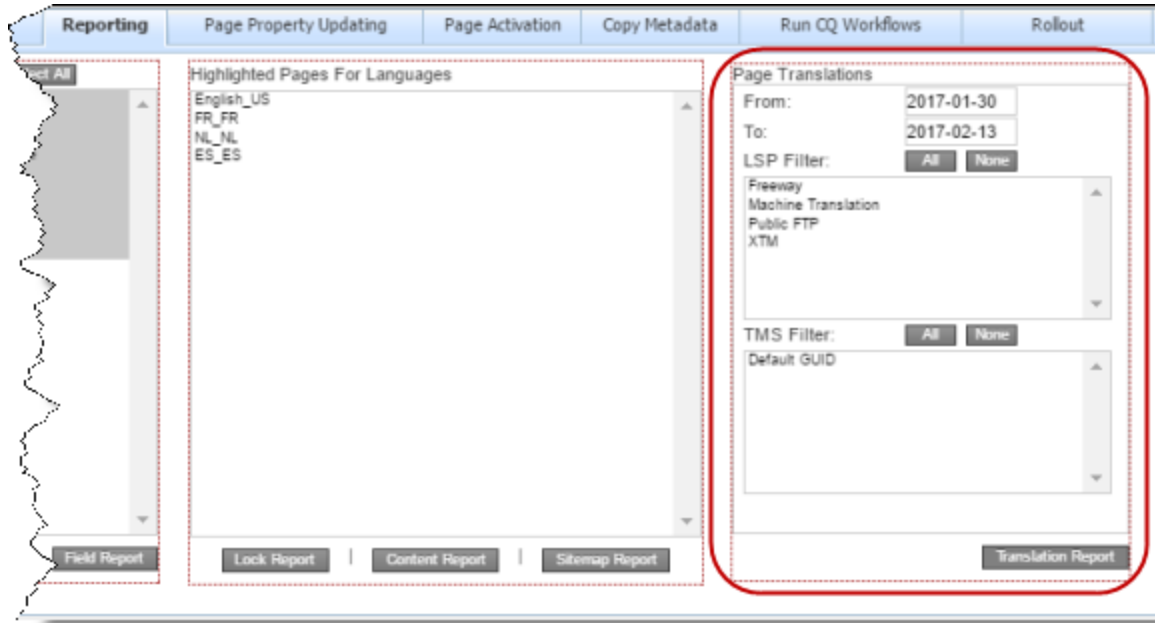 Reporting
Page Property Updating
Page Activation
Copy Metadata
Run CQ Workflows
Rollout
ect All
Field Report
Highlighted Pages For Languages
English_US
FR_FR
NL_NL
ES_ES
Lock Report | Content Report | Sitemap Report
Page Translations
From: 2017-01-30
To: 2017-02-13
LSP Filter: All None
Freeway
Machine Translation
Public FTP
XTM
TMS Filter: All None
Default GUID
Translation Report